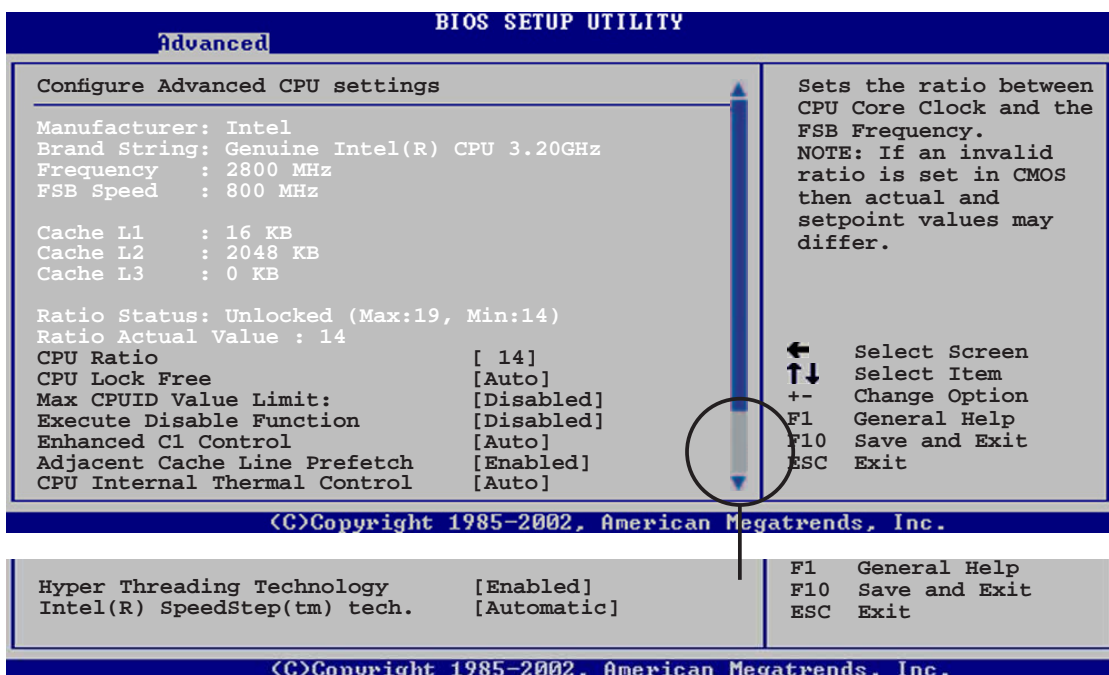 BIOS SETUP UTILITY
Advanced
Configure Advanced CPU settings
Manufacturer: Intel
Brand String: Genuine Intel(R) CPU 3.20GHz
Frequency : 2800 MHz
FSB Speed : 800 MHz
Cache L1 : 16 KB
Cache L2 : 2048 KB
Cache L3 : 0 KB
Ratio Status: Unlocked (Max:19, Min:14)
Ratio Actual Value : 14
CPU Ratio [ 14]
CPU Lock Free [Auto]
Max CPUID Value Limit: [Disabled]
Execute Disable Function [Disabled]
Enhanced C1 Control [Auto]
Adjacent Cache Line Prefetch [Enabled]
CPU Internal Thermal Control [Auto]
Sets the ratio between
CPU Core Clock and the
FSB Frequency.
NOTE: If an invalid
ratio is set in CMOS
then actual and
setpoint values may
differ.
← Select Screen
↑↓ Select Item
+- Change Option
F1 General Help
F10 Save and Exit
ESC Exit
(C)Copyright 1985-2002, American Megatrends, Inc.
Hyper Threading Technology [Enabled]
Intel(R) SpeedStep(tm) tech. [Automatic]
F1 General Help
F10 Save and Exit
ESC Exit
(C)Copyright 1985-2002, American Megatrends, Inc.